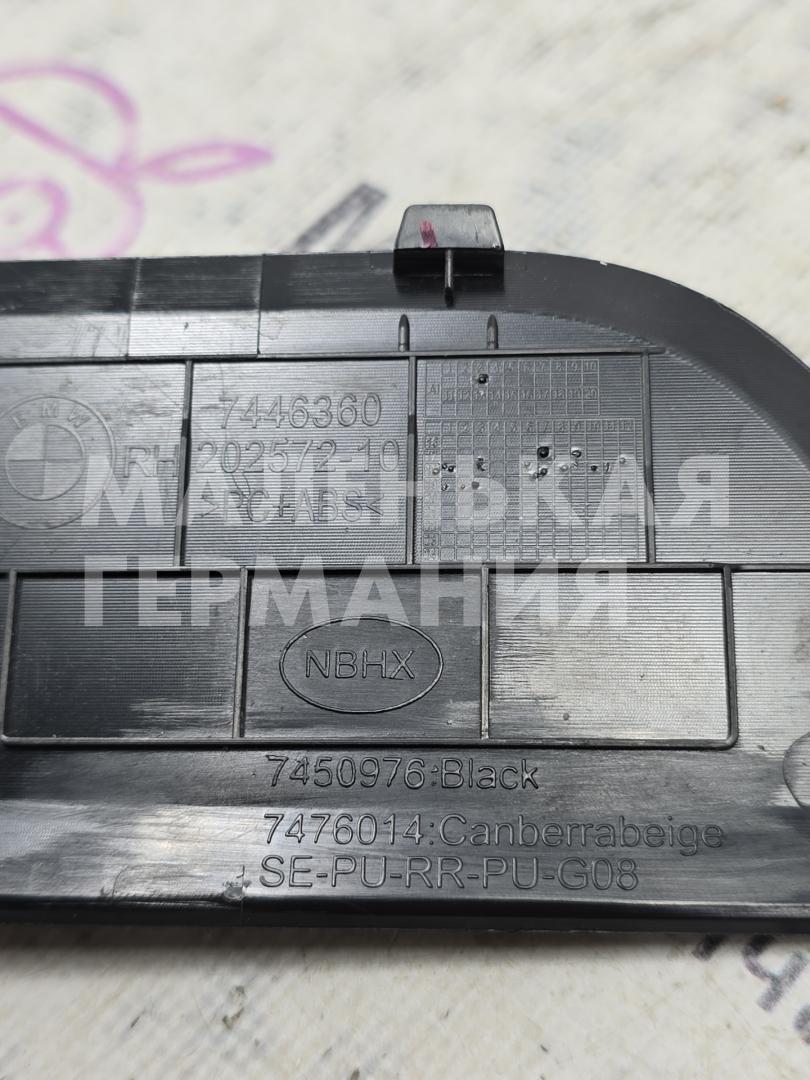 7446360
BMW
RH 202572-10
>PC+ABS<
МАЛЕНЬКАЯ
ГЕРМАНИЯ
NBHX
7450976:Black
7476014:Canberrabeige
SE-PU-RR-PU-G08